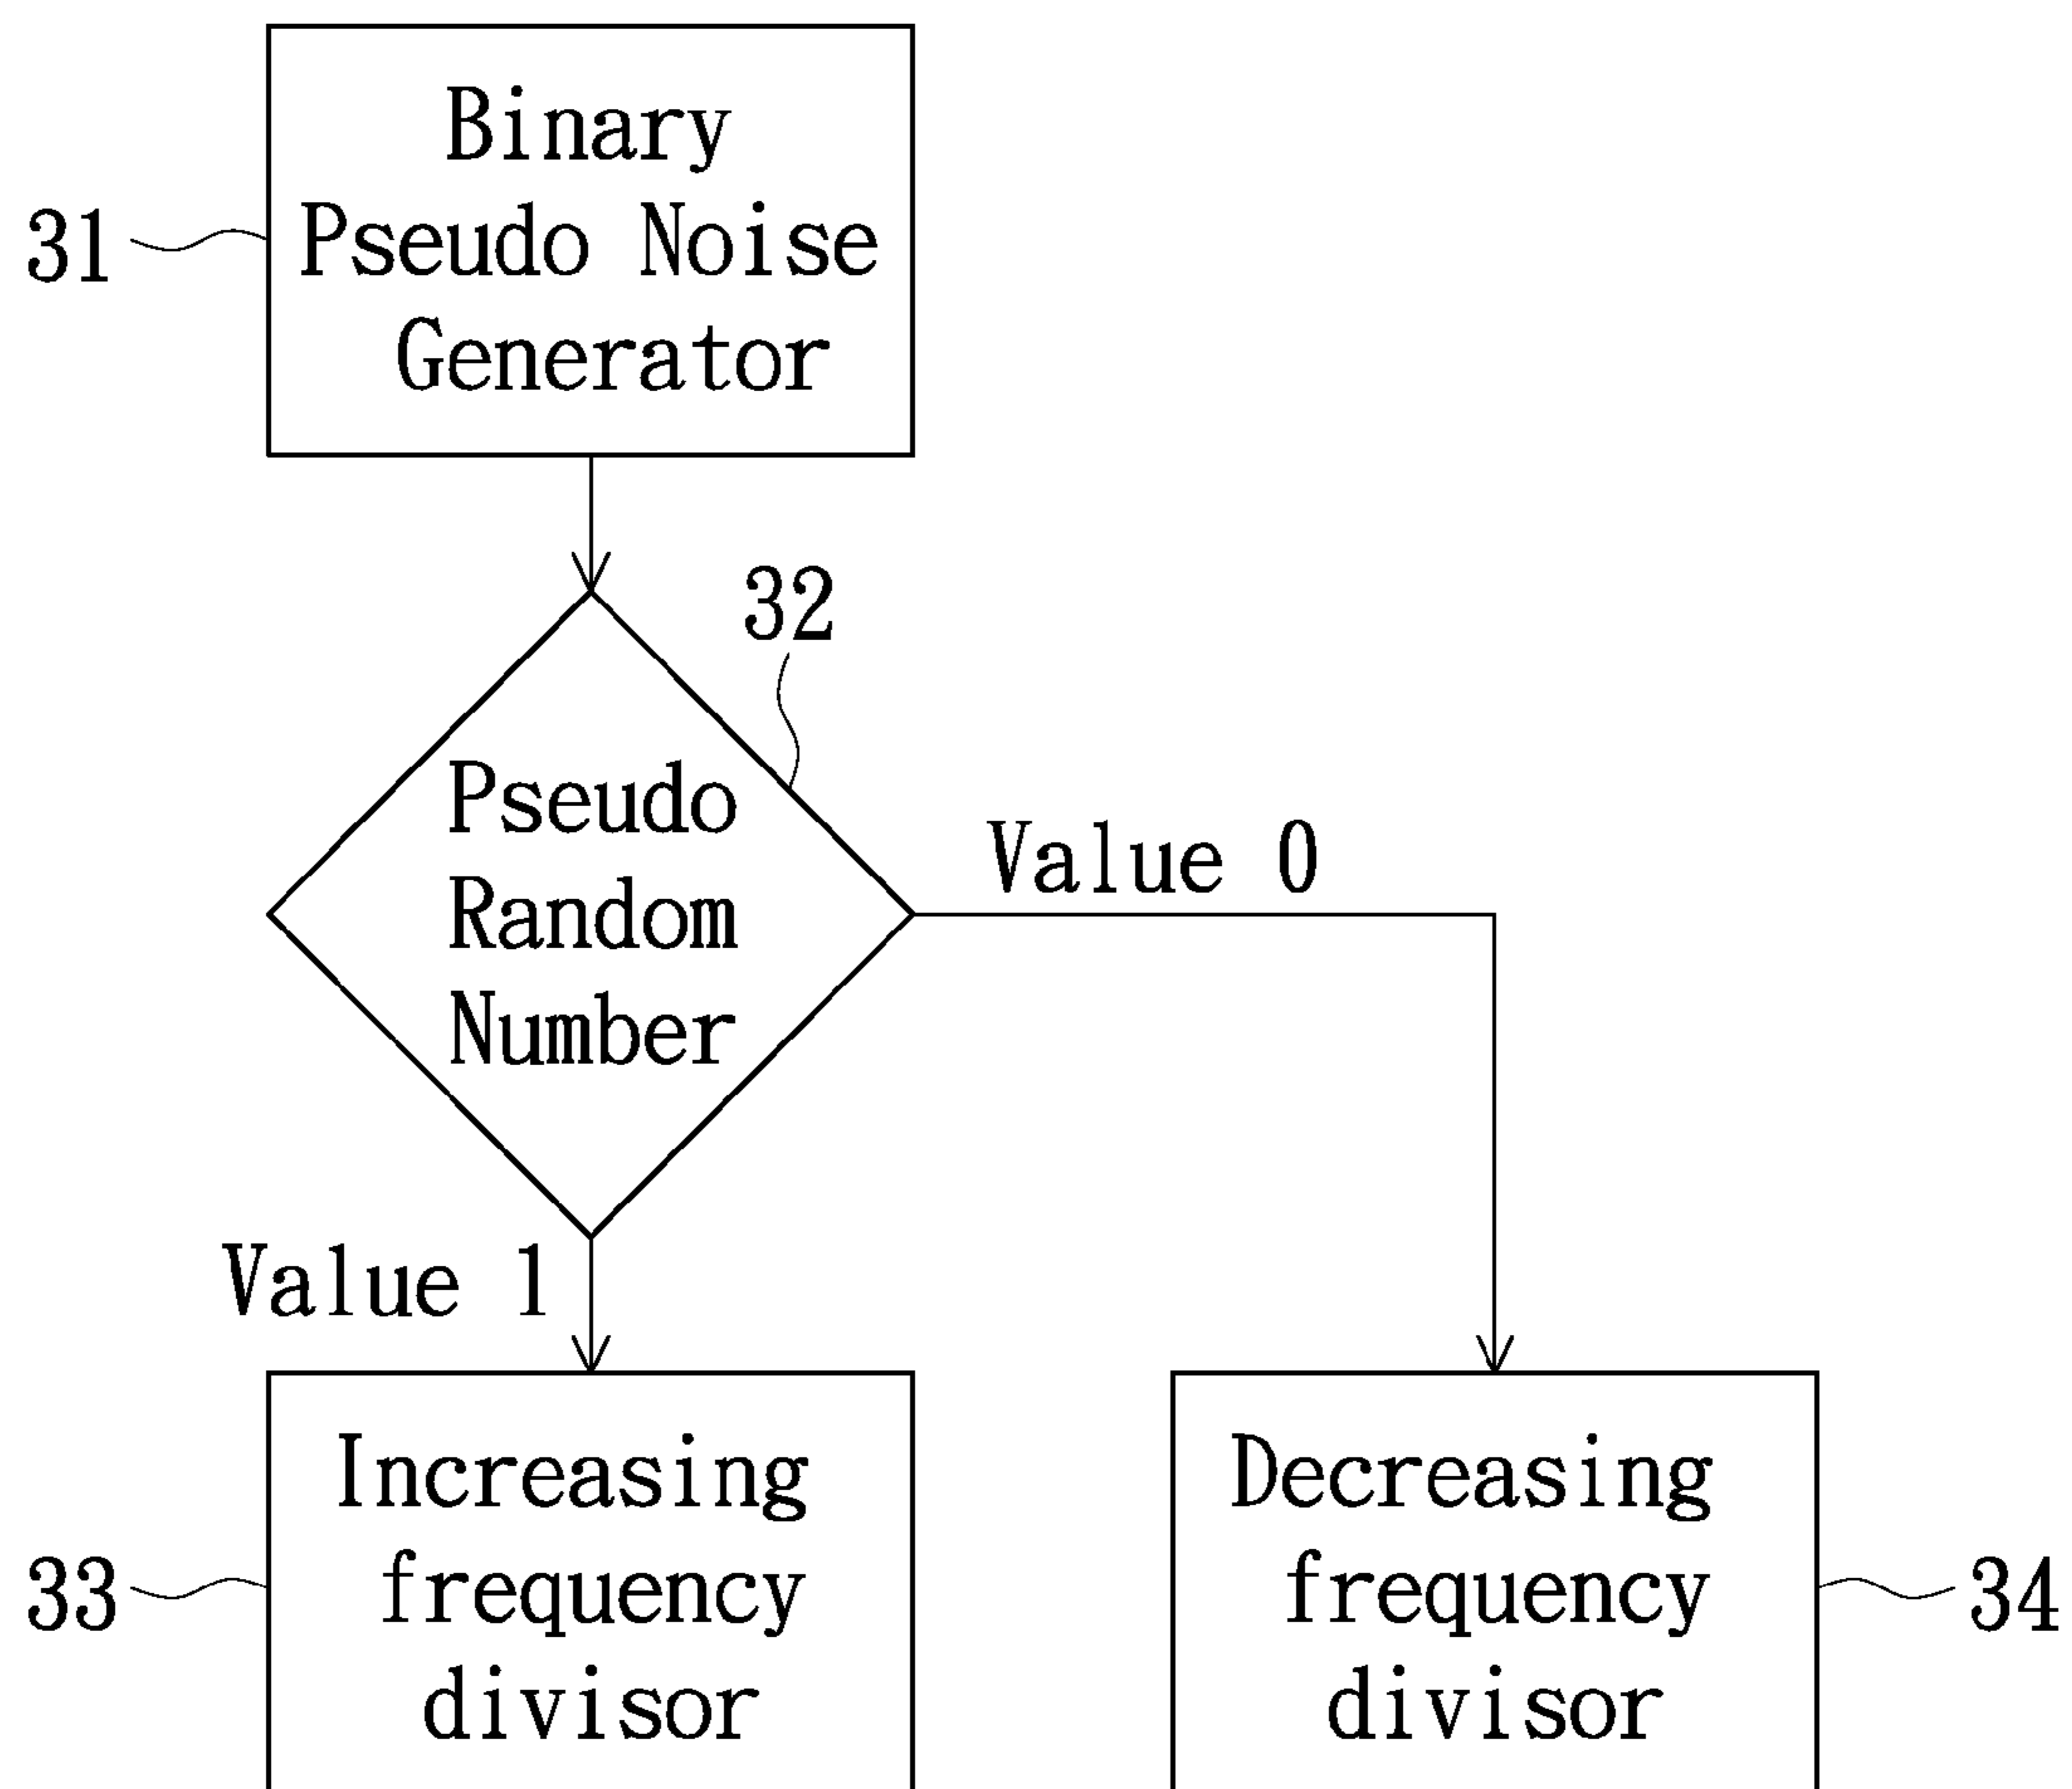 Binary
31
Pseudo Noise
Generator
32
Pseudo
Random
Number
Value 0
Value 1
Increasing
frequency
divisor
33
Decreasing
frequency
divisor
34